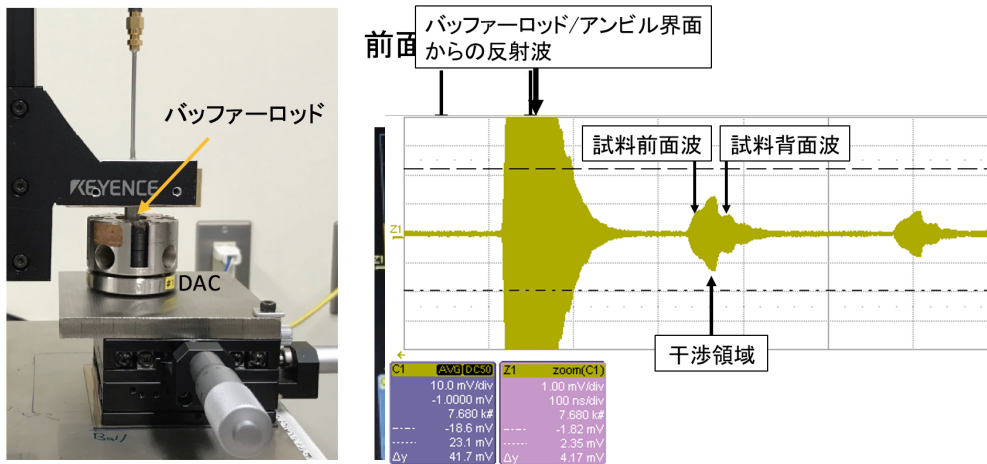 バッファーロッド
KEYENCE
DAC
Ball
前面
バッファーロッド/アンビル界面
からの反射波
試料前面波
試料背面波
Z1
干渉領域
C1 AVG DC50
10.0 mV/div
-1.0000 mV
7.680 k#
-18.6 mV
23.1 mV
Δy 41.7 mV
Z1 zoom(C1)
1.00 mV/div
100 ns/div
7.680 k#
-1.82 mV
2.35 mV
4.17 mV